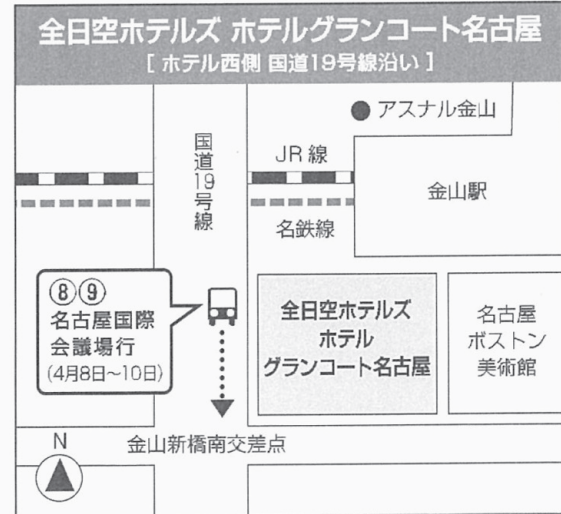 全日空ホテルズ ホテルグランコート名古屋
[ ホテル西側 国道19号線沿い ]
アスナル金山
国道19号線
JR線
金山駅
名鉄線
⑧⑨
名古屋国際
会議場行
(4月8日～10日)
全日空ホテルズ
ホテル
グランコート名古屋
名古屋
ボストン
美術館
N
金山新橋南交差点